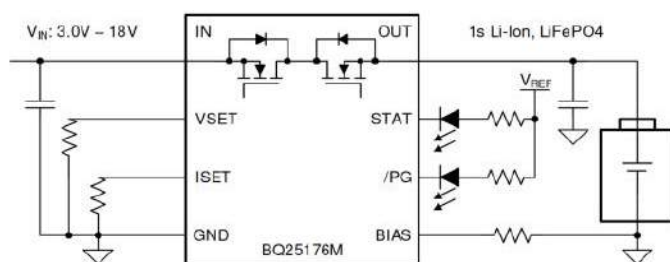 VIN: 3.0V – 18V
IN
OUT
1s Li-Ion, LiFePO4
VREF
VSET
STAT
ISET
/PG
GND
BIAS
BQ25176M